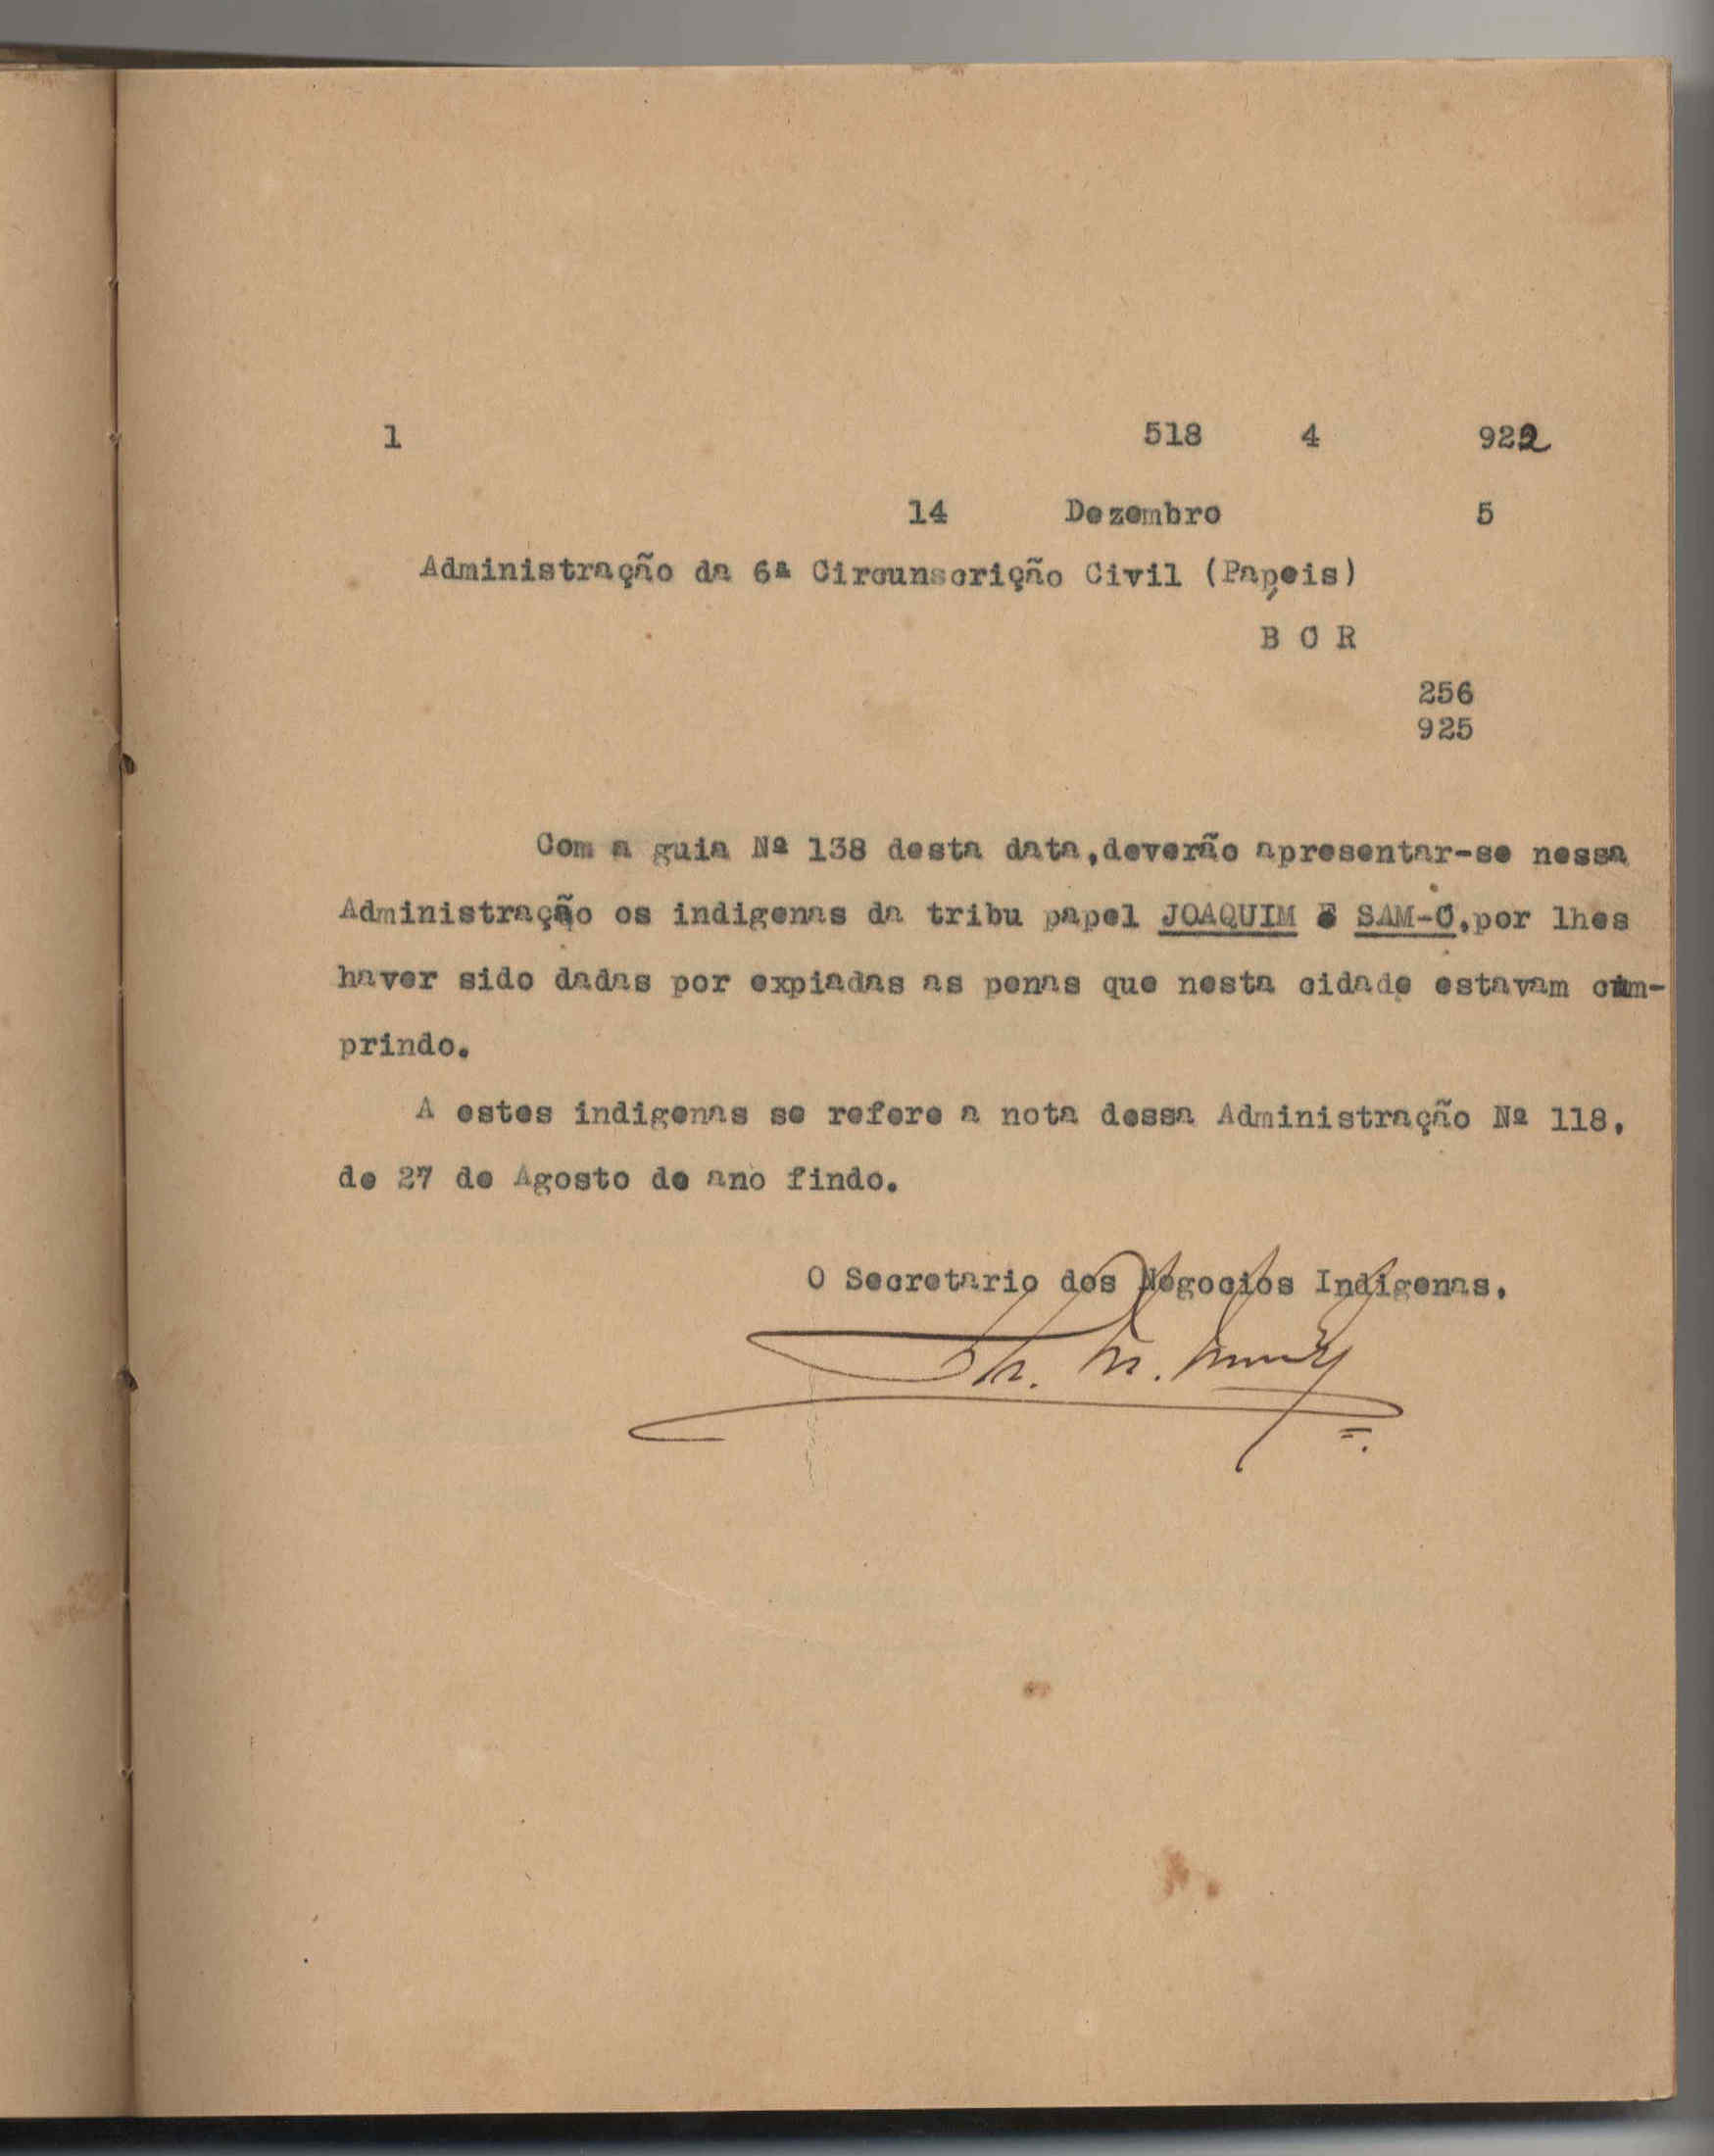 1 518 4 922
14 Dezembro 5
Administração da 6ª Circunscrição Civil (Papeis)
B O R
256
925
Com a guia Nº 138 desta data,deverão apresentar-se nessa
Administração os indigenas da tribu papel JOAQUIM E SAM-O,por lhes
haver sido dadas por expiadas as penas que nesta cidade estavam cum-
prindo.
A estes indigenas se refere a nota dessa Administração Nº 118,
de 27 de Agosto de ano findo.
O Secretario dos Negocios Indigenas.